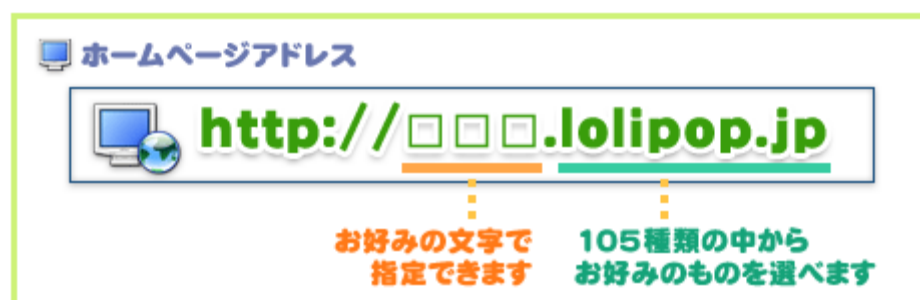 ホームページアドレス
http://□□□.lolipop.jp
お好みの文字で
指定できます
105種類の中から
お好みのものを選べます